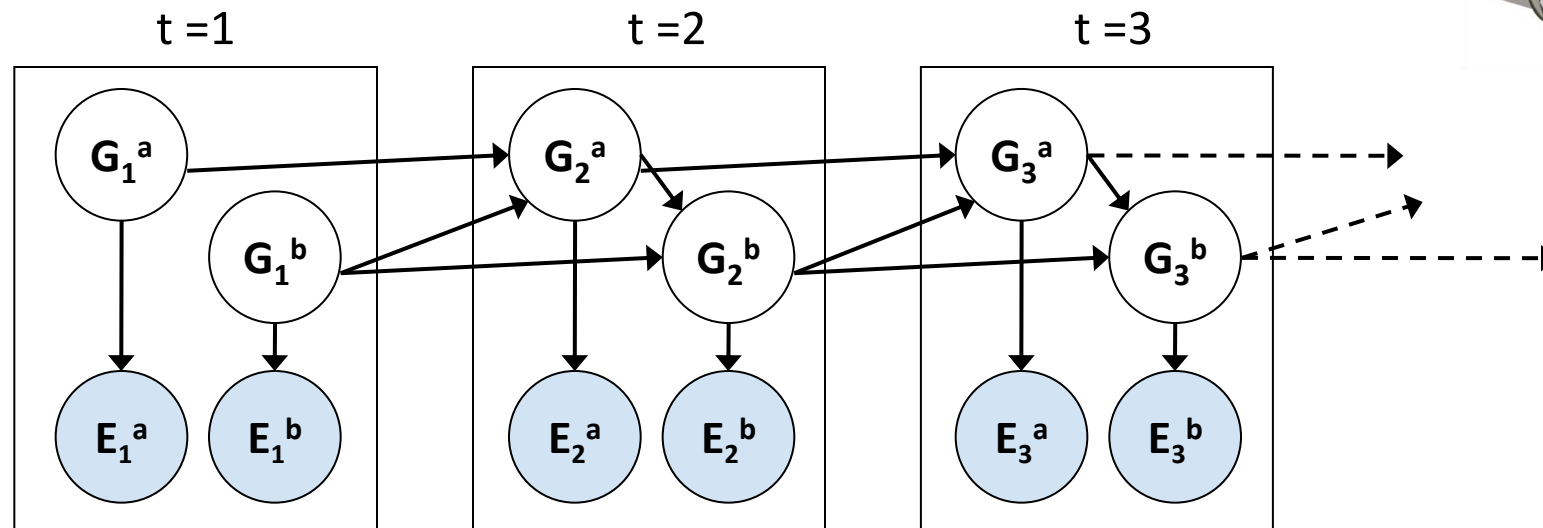 t =1 t =2 t =3
G₁ᵃ G₂ᵃ G₃ᵃ
G₁ᵇ G₂ᵇ G₃ᵇ
E₁ᵃ E₁ᵇ E₂ᵃ E₂ᵇ E₃ᵃ E₃ᵇ